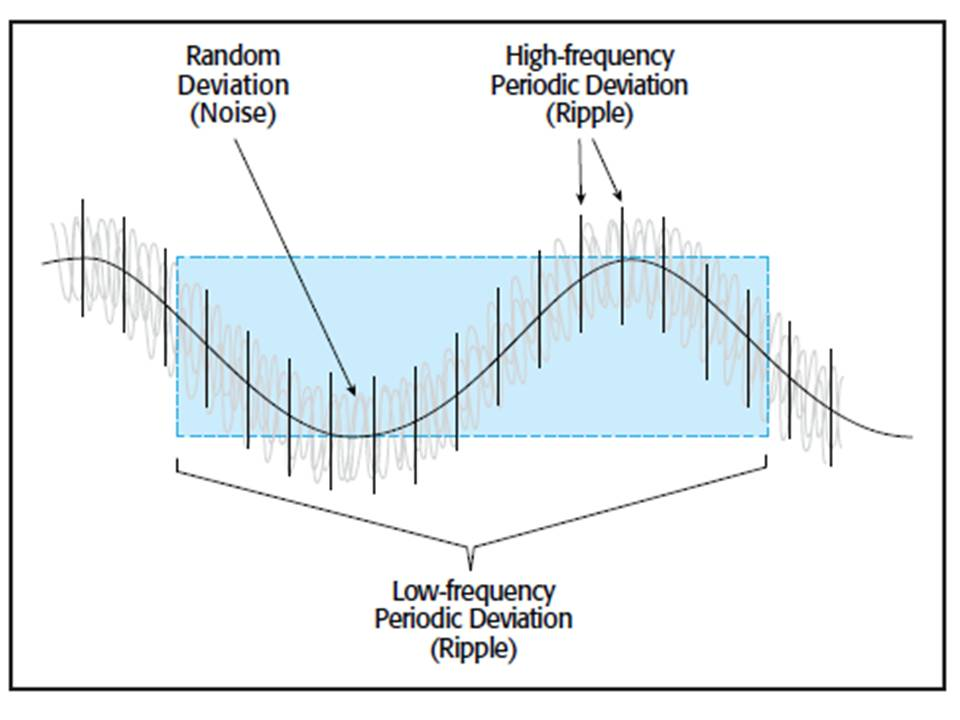 Random
Deviation
(Noise)
High-frequency
Periodic Deviation
(Ripple)
Low-frequency
Periodic Deviation
(Ripple)